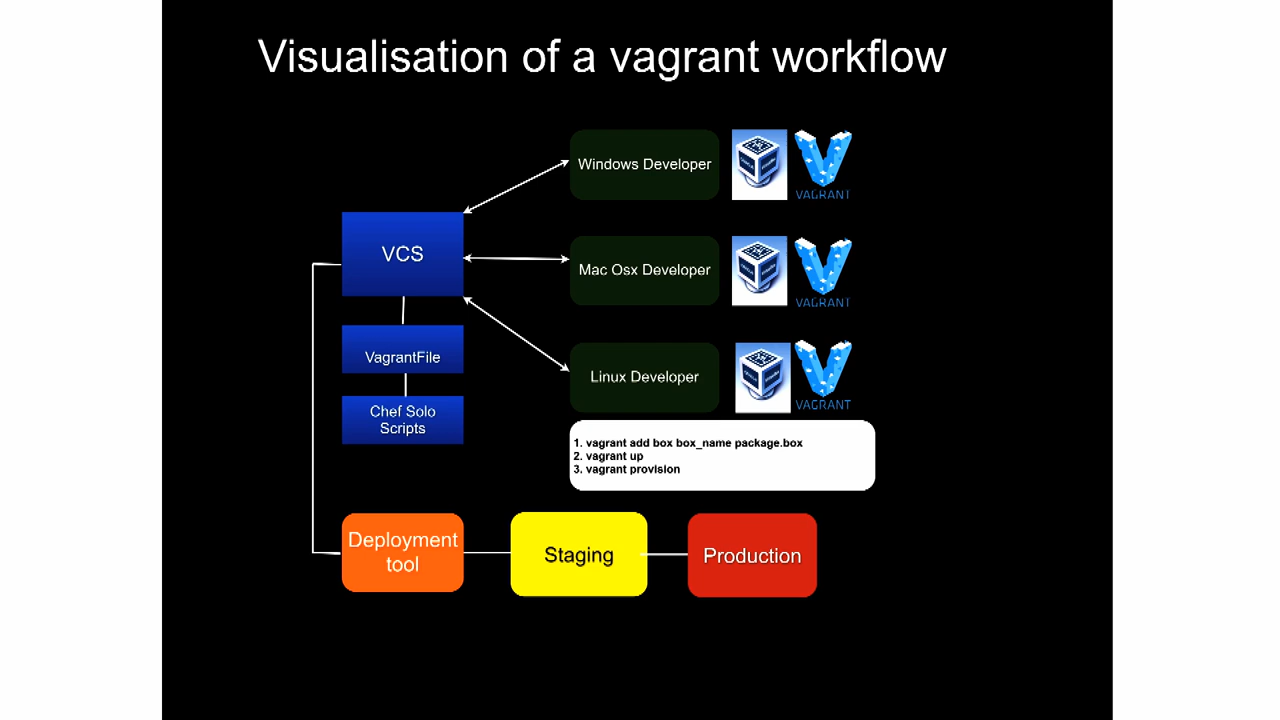 Visualisation of a vagrant workflow
Windows Developer
VAGRANT
VCS
Mac Osx Developer
VAGRANT
VagrantFile
Linux Developer
VAGRANT
Chef Solo
Scripts
1. vagrant add box box_name package.box
2. vagrant up
3. vagrant provision
Deployment
tool
Staging
Production